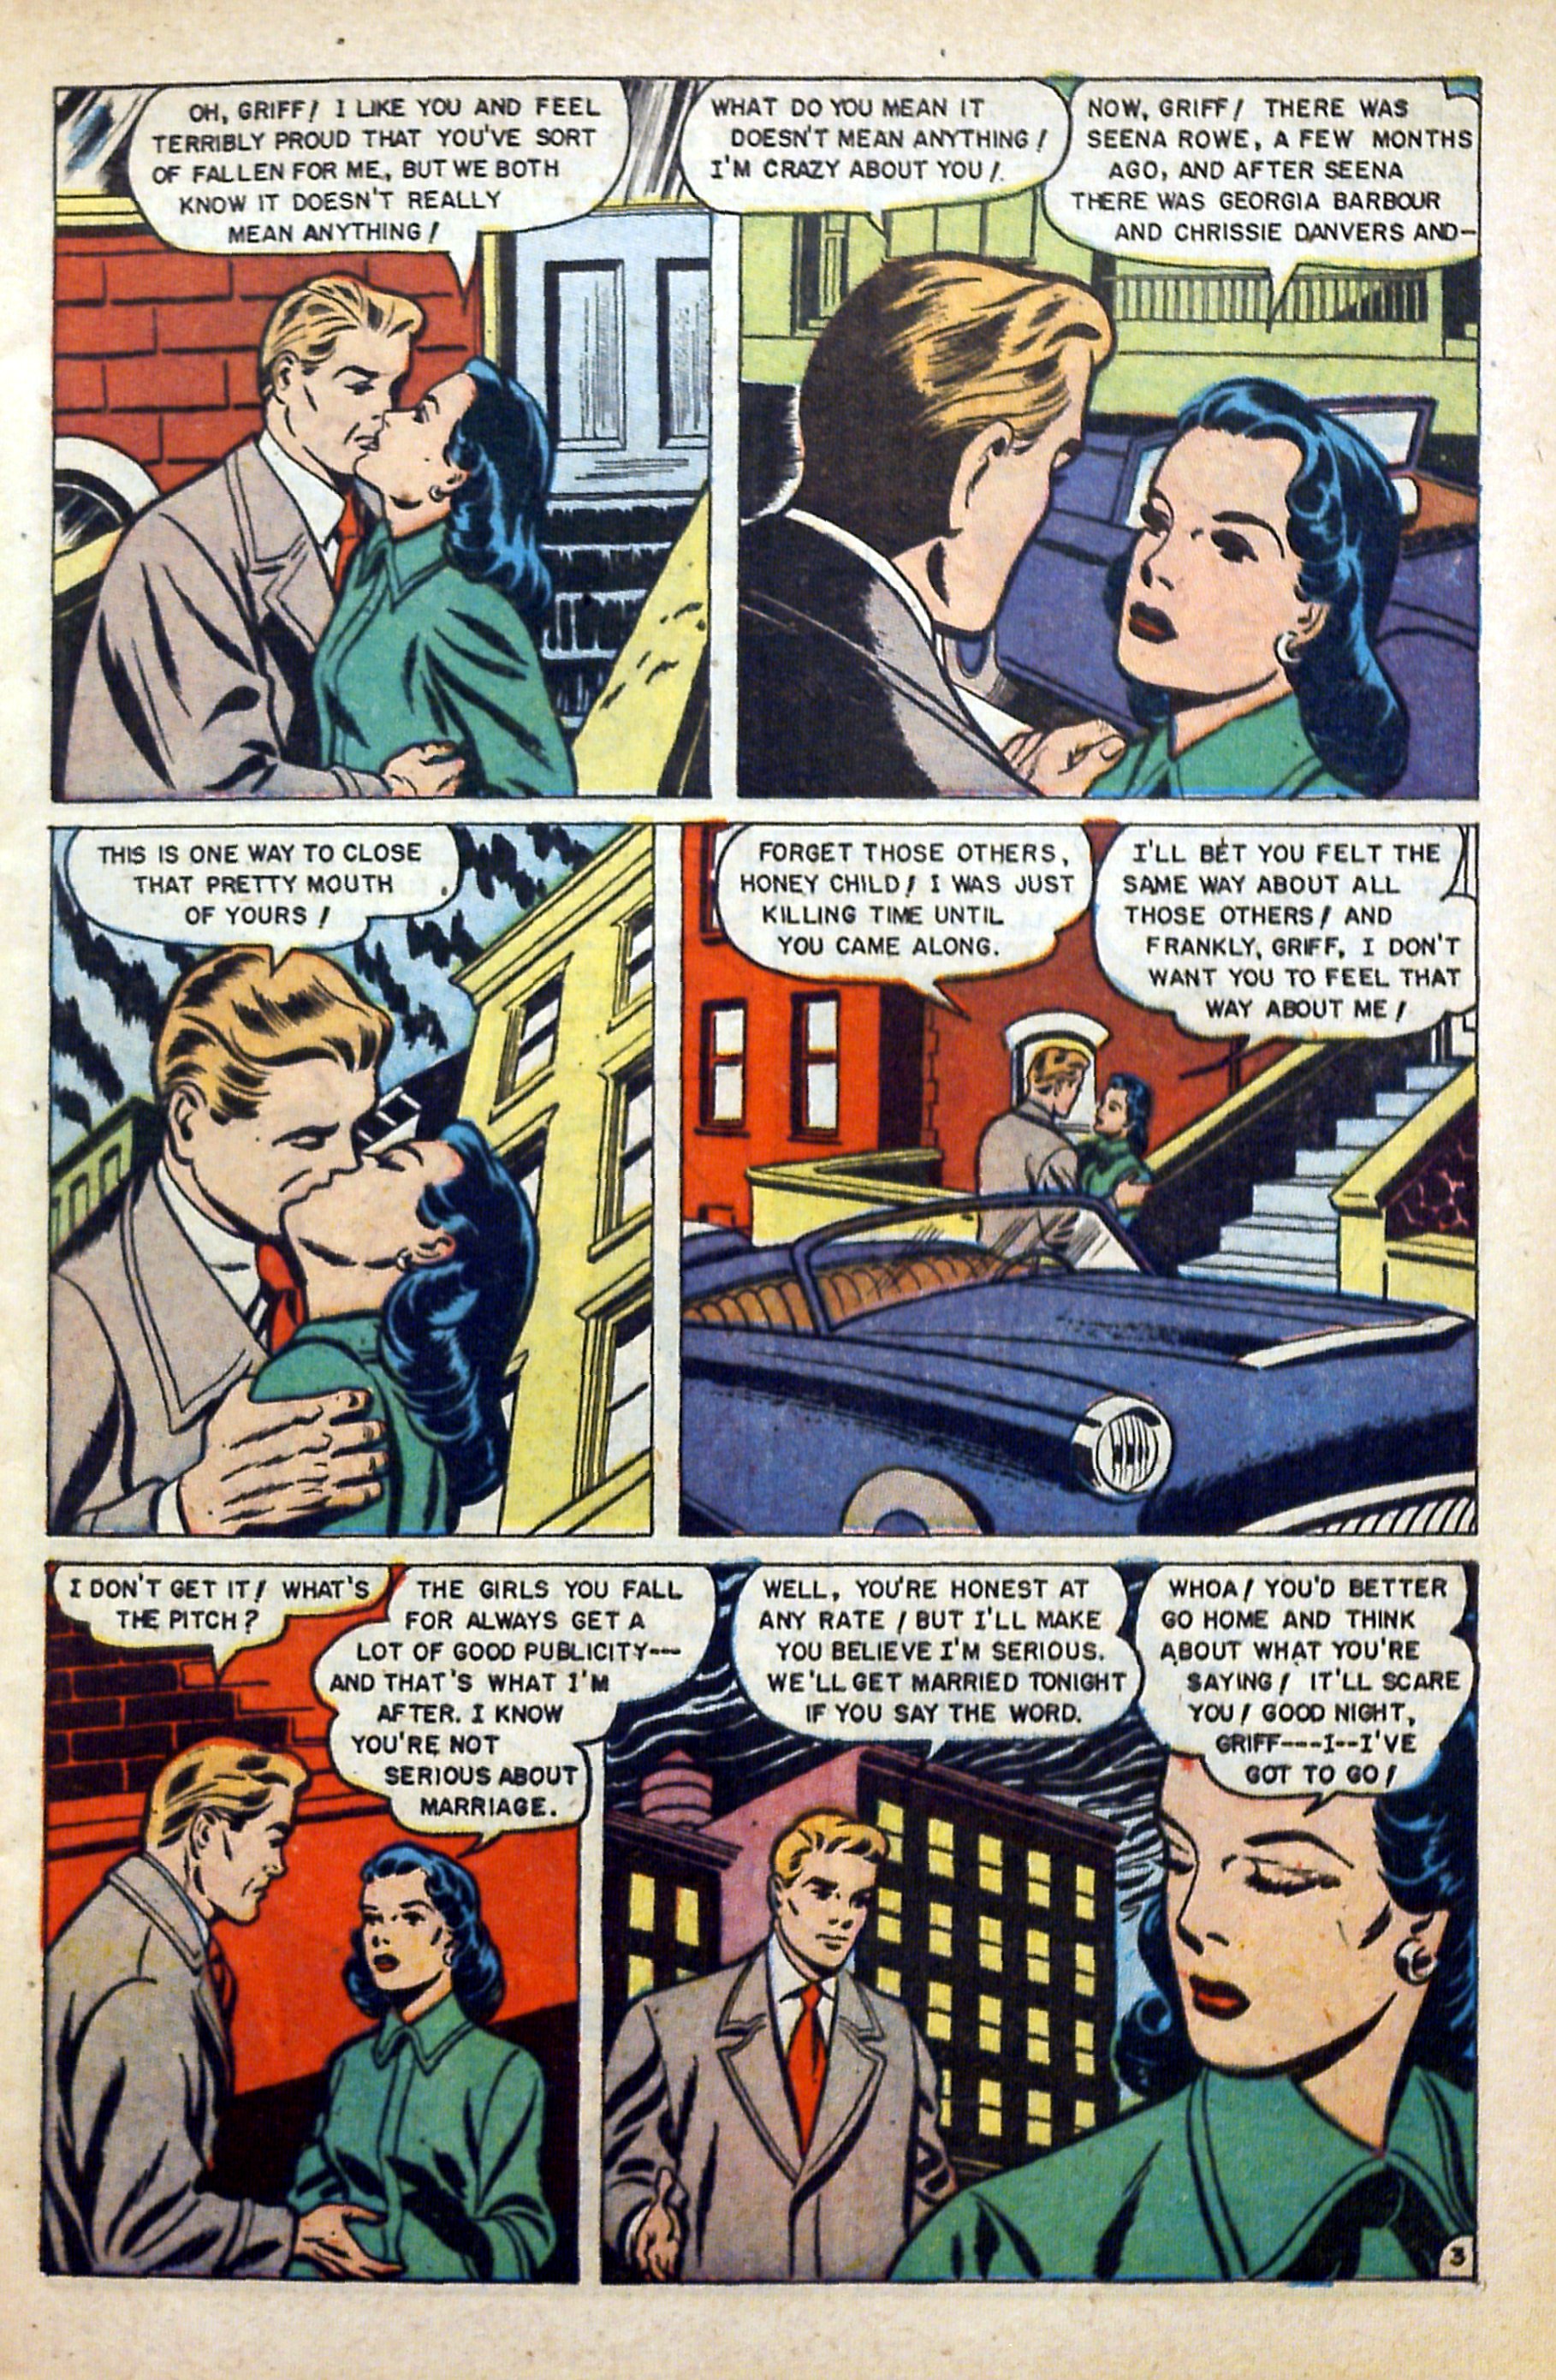 OH, GRIFF! I LIKE YOU AND FEEL
TERRIBLY PROUD THAT YOU'VE SORT
OF FALLEN FOR ME, BUT WE BOTH
KNOW IT DOESN'T REALLY
MEAN ANYTHING!
WHAT DO YOU MEAN IT
DOESN'T MEAN ANYTHING!
I'M CRAZY ABOUT YOU!
NOW, GRIFF! THERE WAS
SEENA ROWE, A FEW MONTHS
AGO, AND AFTER SEENA
THERE WAS GEORGIA BARBOUR
AND CHRISSIE DANVERS AND-
THIS IS ONE WAY TO CLOSE
THAT PRETTY MOUTH
OF YOURS!
FORGET THOSE OTHERS,
HONEY CHILD! I WAS JUST
KILLING TIME UNTIL
YOU CAME ALONG.
I'LL BET YOU FELT THE
SAME WAY ABOUT ALL
THOSE OTHERS! AND
FRANKLY, GRIFF, I DON'T
WANT YOU TO FEEL THAT
WAY ABOUT ME!
I DON'T GET IT! WHAT'S
THE PITCH?
THE GIRLS YOU FALL
FOR ALWAYS GET A
LOT OF GOOD PUBLICITY---
AND THAT'S WHAT I'M
AFTER. I KNOW
YOU'RE NOT
SERIOUS ABOUT
MARRIAGE.
WELL, YOU'RE HONEST AT
ANY RATE! BUT I'LL MAKE
YOU BELIEVE I'M SERIOUS.
WE'LL GET MARRIED TONIGHT
IF YOU SAY THE WORD.
WHOA! YOU'D BETTER
GO HOME AND THINK
ABOUT WHAT YOU'RE
SAYING! IT'LL SCARE
YOU! GOOD NIGHT,
GRIFF---I--I'VE
GOT TO GO!
3